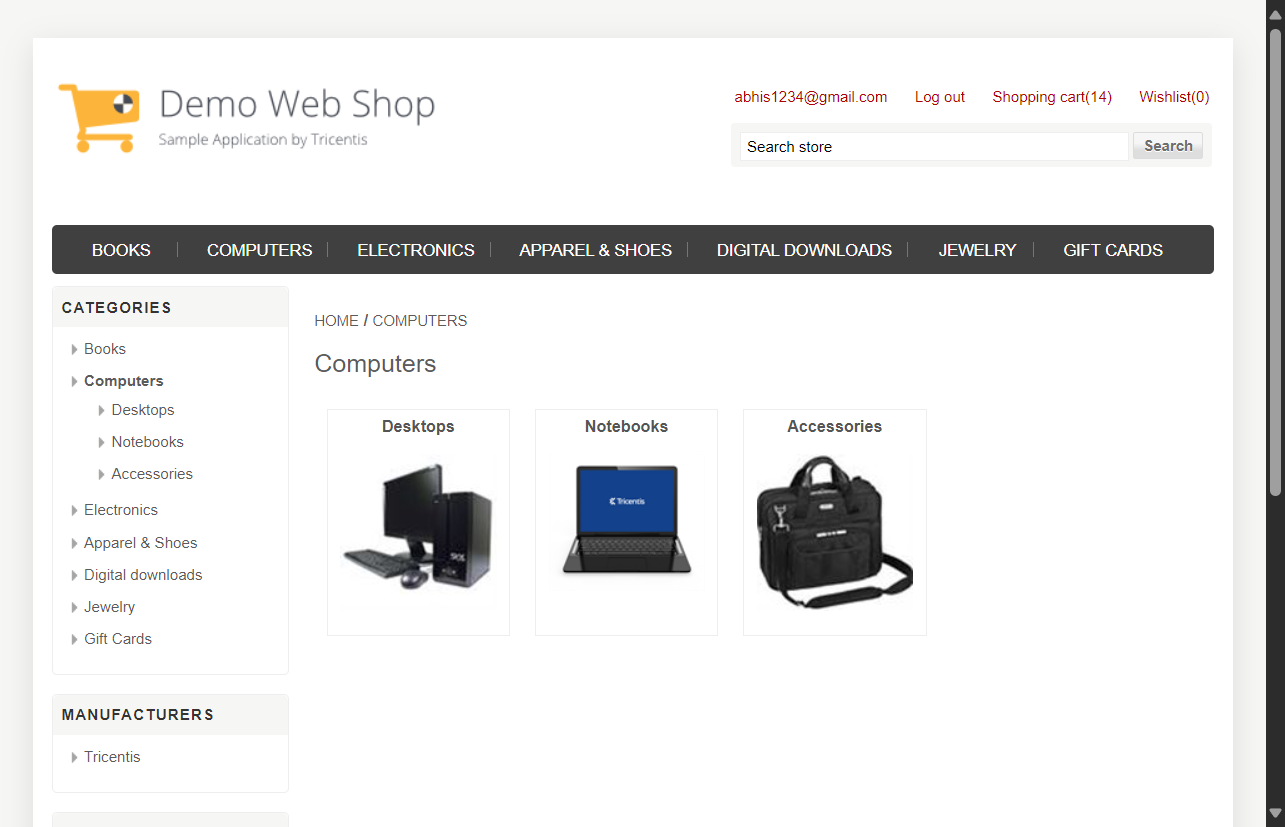 Demo Web Shop
Sample Application by Tricentis
abhis1234@gmail.com Log out Shopping cart(14) Wishlist(0)
Search store Search
BOOKS COMPUTERS ELECTRONICS APPAREL & SHOES DIGITAL DOWNLOADS JEWELRY GIFT CARDS
CATEGORIES
Books
Computers
Desktops
Notebooks
Accessories
Electronics
Apparel & Shoes
Digital downloads
Jewelry
Gift Cards
MANUFACTURERS
Tricentis
HOME / COMPUTERS
Computers
Desktops Notebooks Accessories
Tricentis